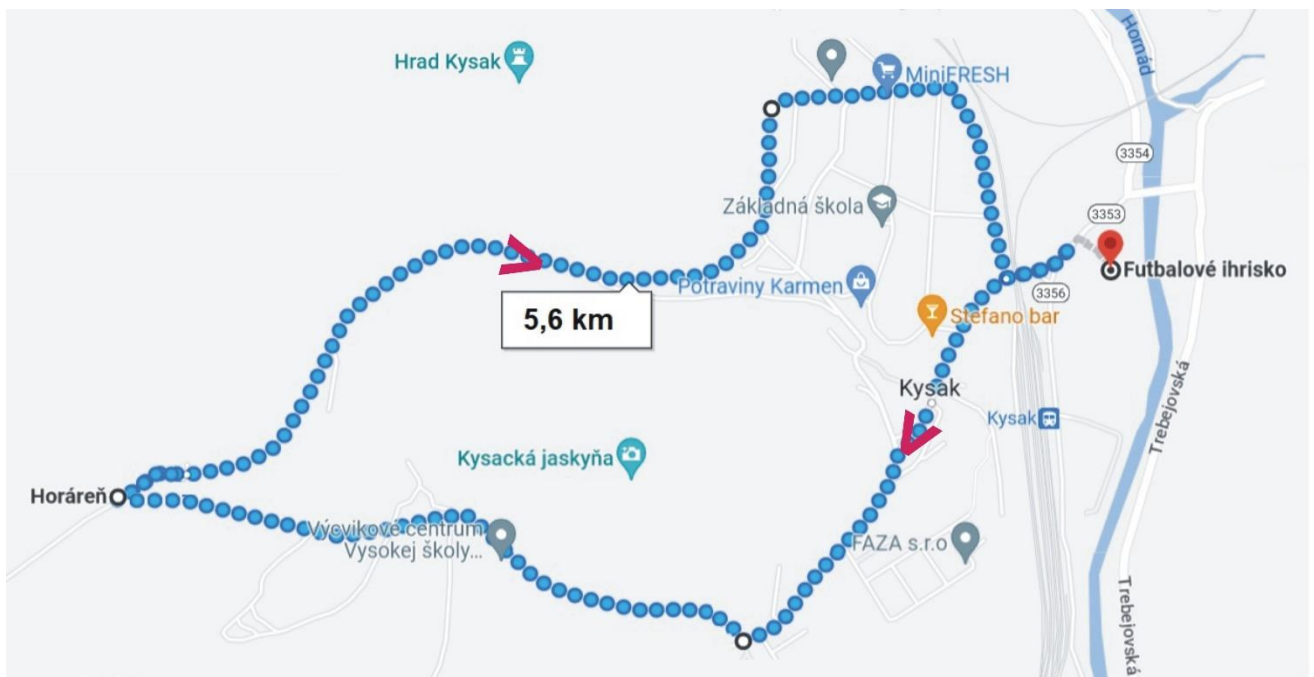 Hrad Kysak
MiniFRESH
Hornád
3354
Základná škola
3353
Futbalové ihrisko
Potraviny Karmen
3356
5,6 km
Stefano bar
Kysak
Kysak
Trebejovská
Kysacká jaskyňa
Horáreň
Výcvikové centrum
Vysokej školy...
FAZA s.r.o
Trebejovská